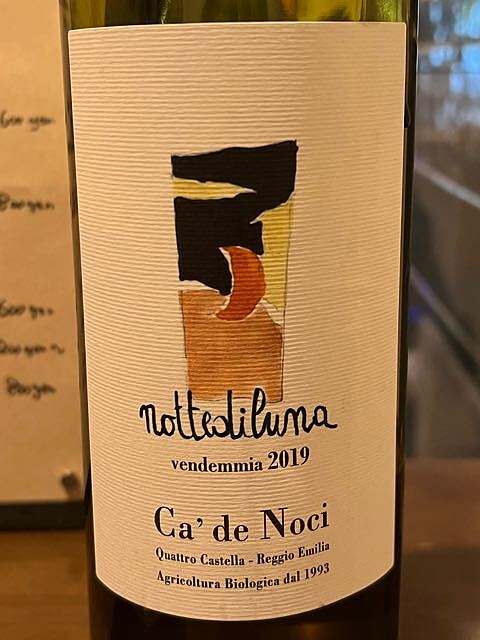 nottediluna
vendemmia 2019
Ca' de Noci
Quattro Castella - Reggio Emilia
Agricoltura Biologica dal 1993